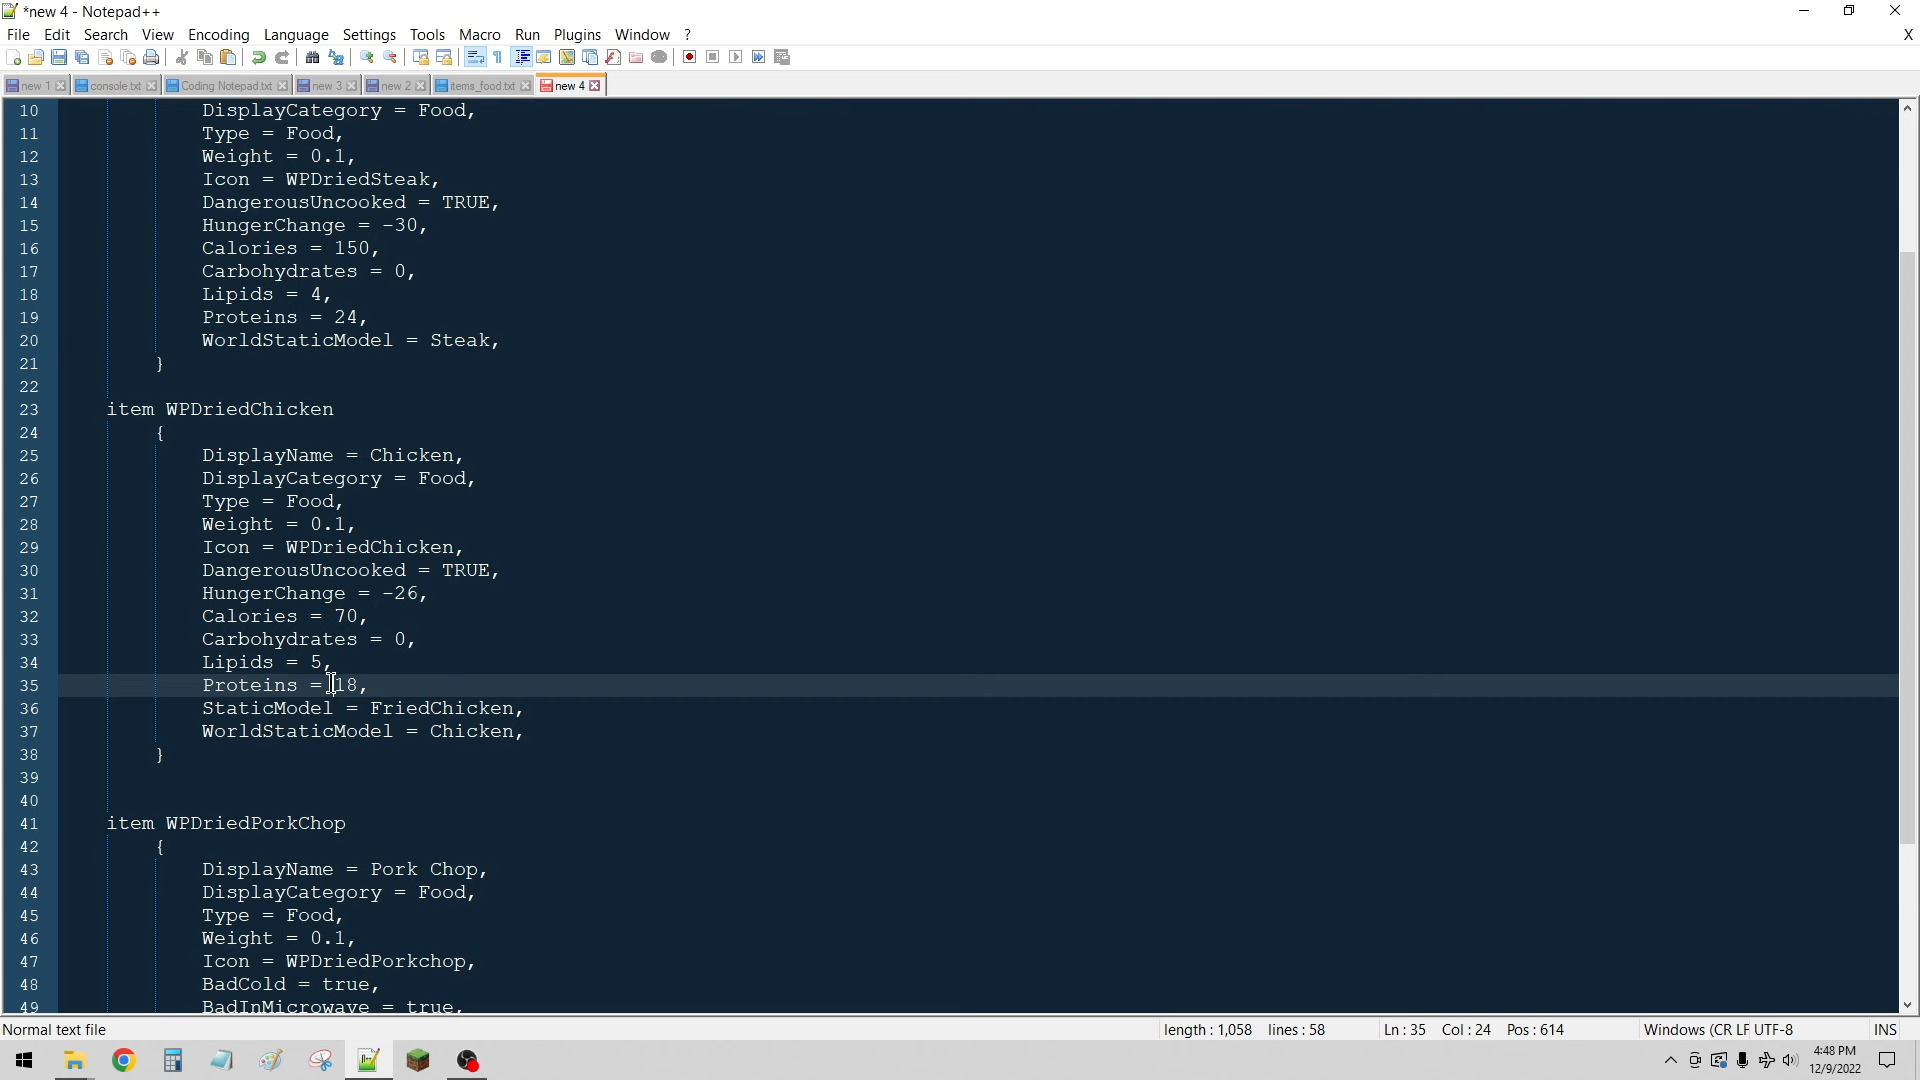 *new 4 - Notepad++
File Edit Search View Encoding Language Settings Tools Macro Run Plugins Window ? X
new 1 console.txt Coding Notepad.txt new 3 new 2 items_food.txt new 4
10 DisplayCategory = Food,
11 Type = Food,
12 Weight = 0.1,
13 Icon = WPDriedSteak,
14 DangerousUncooked = TRUE,
15 HungerChange = -30,
16 Calories = 150,
17 Carbohydrates = 0,
18 Lipids = 4,
19 Proteins = 24,
20 WorldStaticModel = Steak,
21 }
22
23 item WPDriedChicken
24 {
25 DisplayName = Chicken,
26 DisplayCategory = Food,
27 Type = Food,
28 Weight = 0.1,
29 Icon = WPDriedChicken,
30 DangerousUncooked = TRUE,
31 HungerChange = -26,
32 Calories = 70,
33 Carbohydrates = 0,
34 Lipids = 5,
35 Proteins = 18,
36 StaticModel = FriedChicken,
37 WorldStaticModel = Chicken,
38 }
39
40
41 item WPDriedPorkChop
42 {
43 DisplayName = Pork Chop,
44 DisplayCategory = Food,
45 Type = Food,
46 Weight = 0.1,
47 Icon = WPDriedPorkchop,
48 BadCold = true,
49 BadInMicrowave = true,
Normal text file length : 1,058 lines : 58 Ln : 35 Col : 24 Pos : 614 Windows (CR LF UTF-8 INS
4:48 PM
12/9/2022